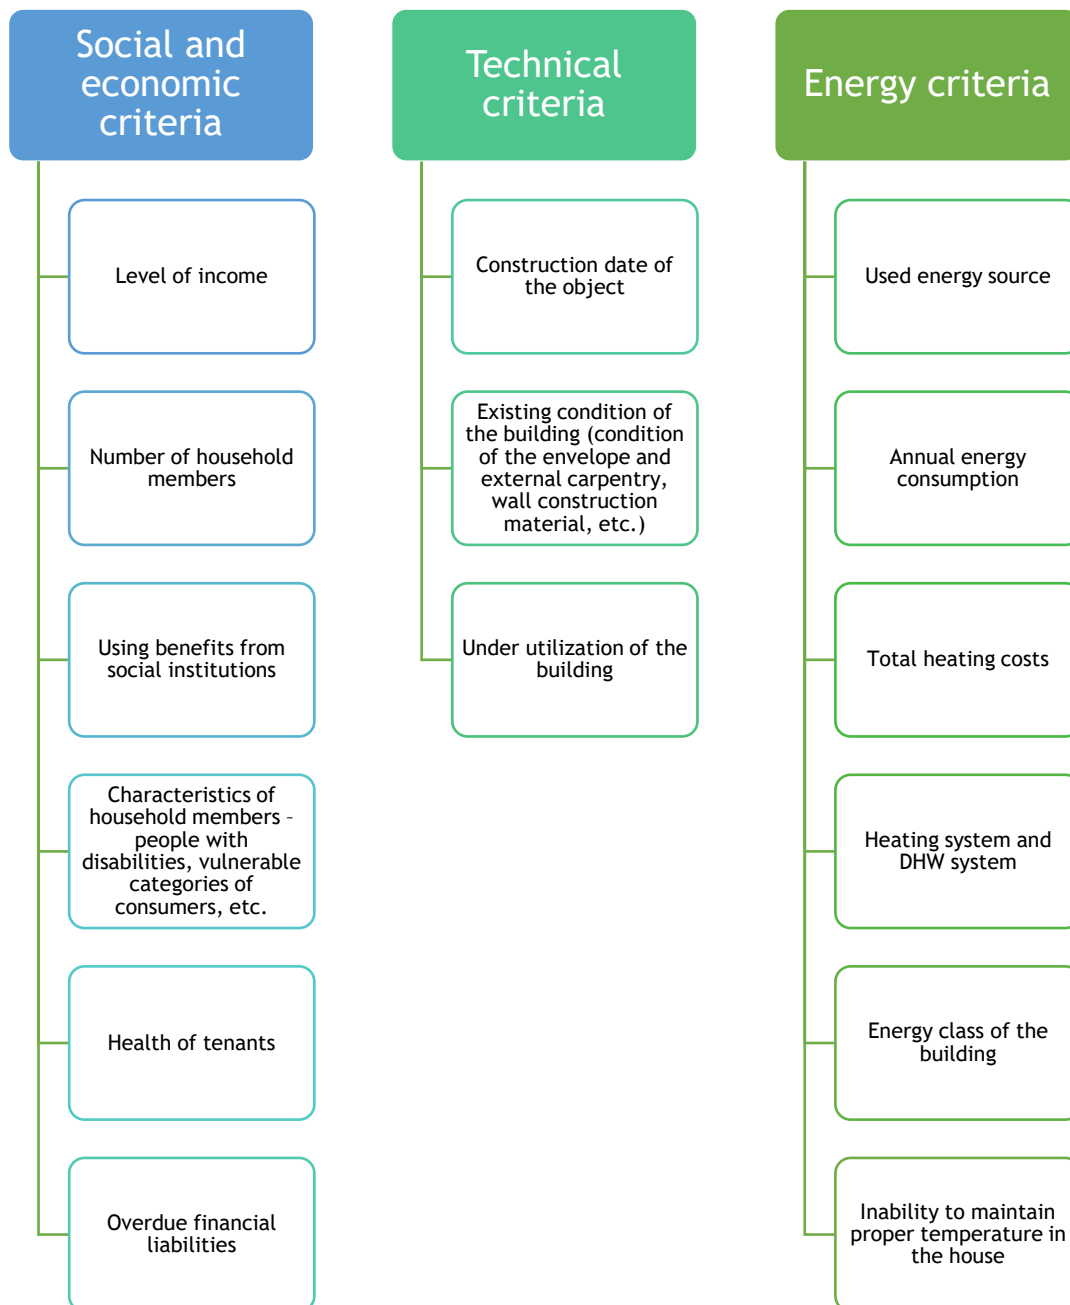 Social and
economic
criteria
Level of income
Number of household
members
Using benefits from
social institutions
Characteristics of
household members –
people with
disabilities, vulnerable
categories of
consumers, etc.
Health of tenants
Overdue financial
liabilities
Technical
criteria
Construction date of
the object
Existing condition of
the building (condition
of the envelope and
external carpentry,
wall construction
material, etc.)
Under utilization of the
building
Energy criteria
Used energy source
Annual energy
consumption
Total heating costs
Heating system and
DHW system
Energy class of the
building
Inability to maintain
proper temperature in
the house